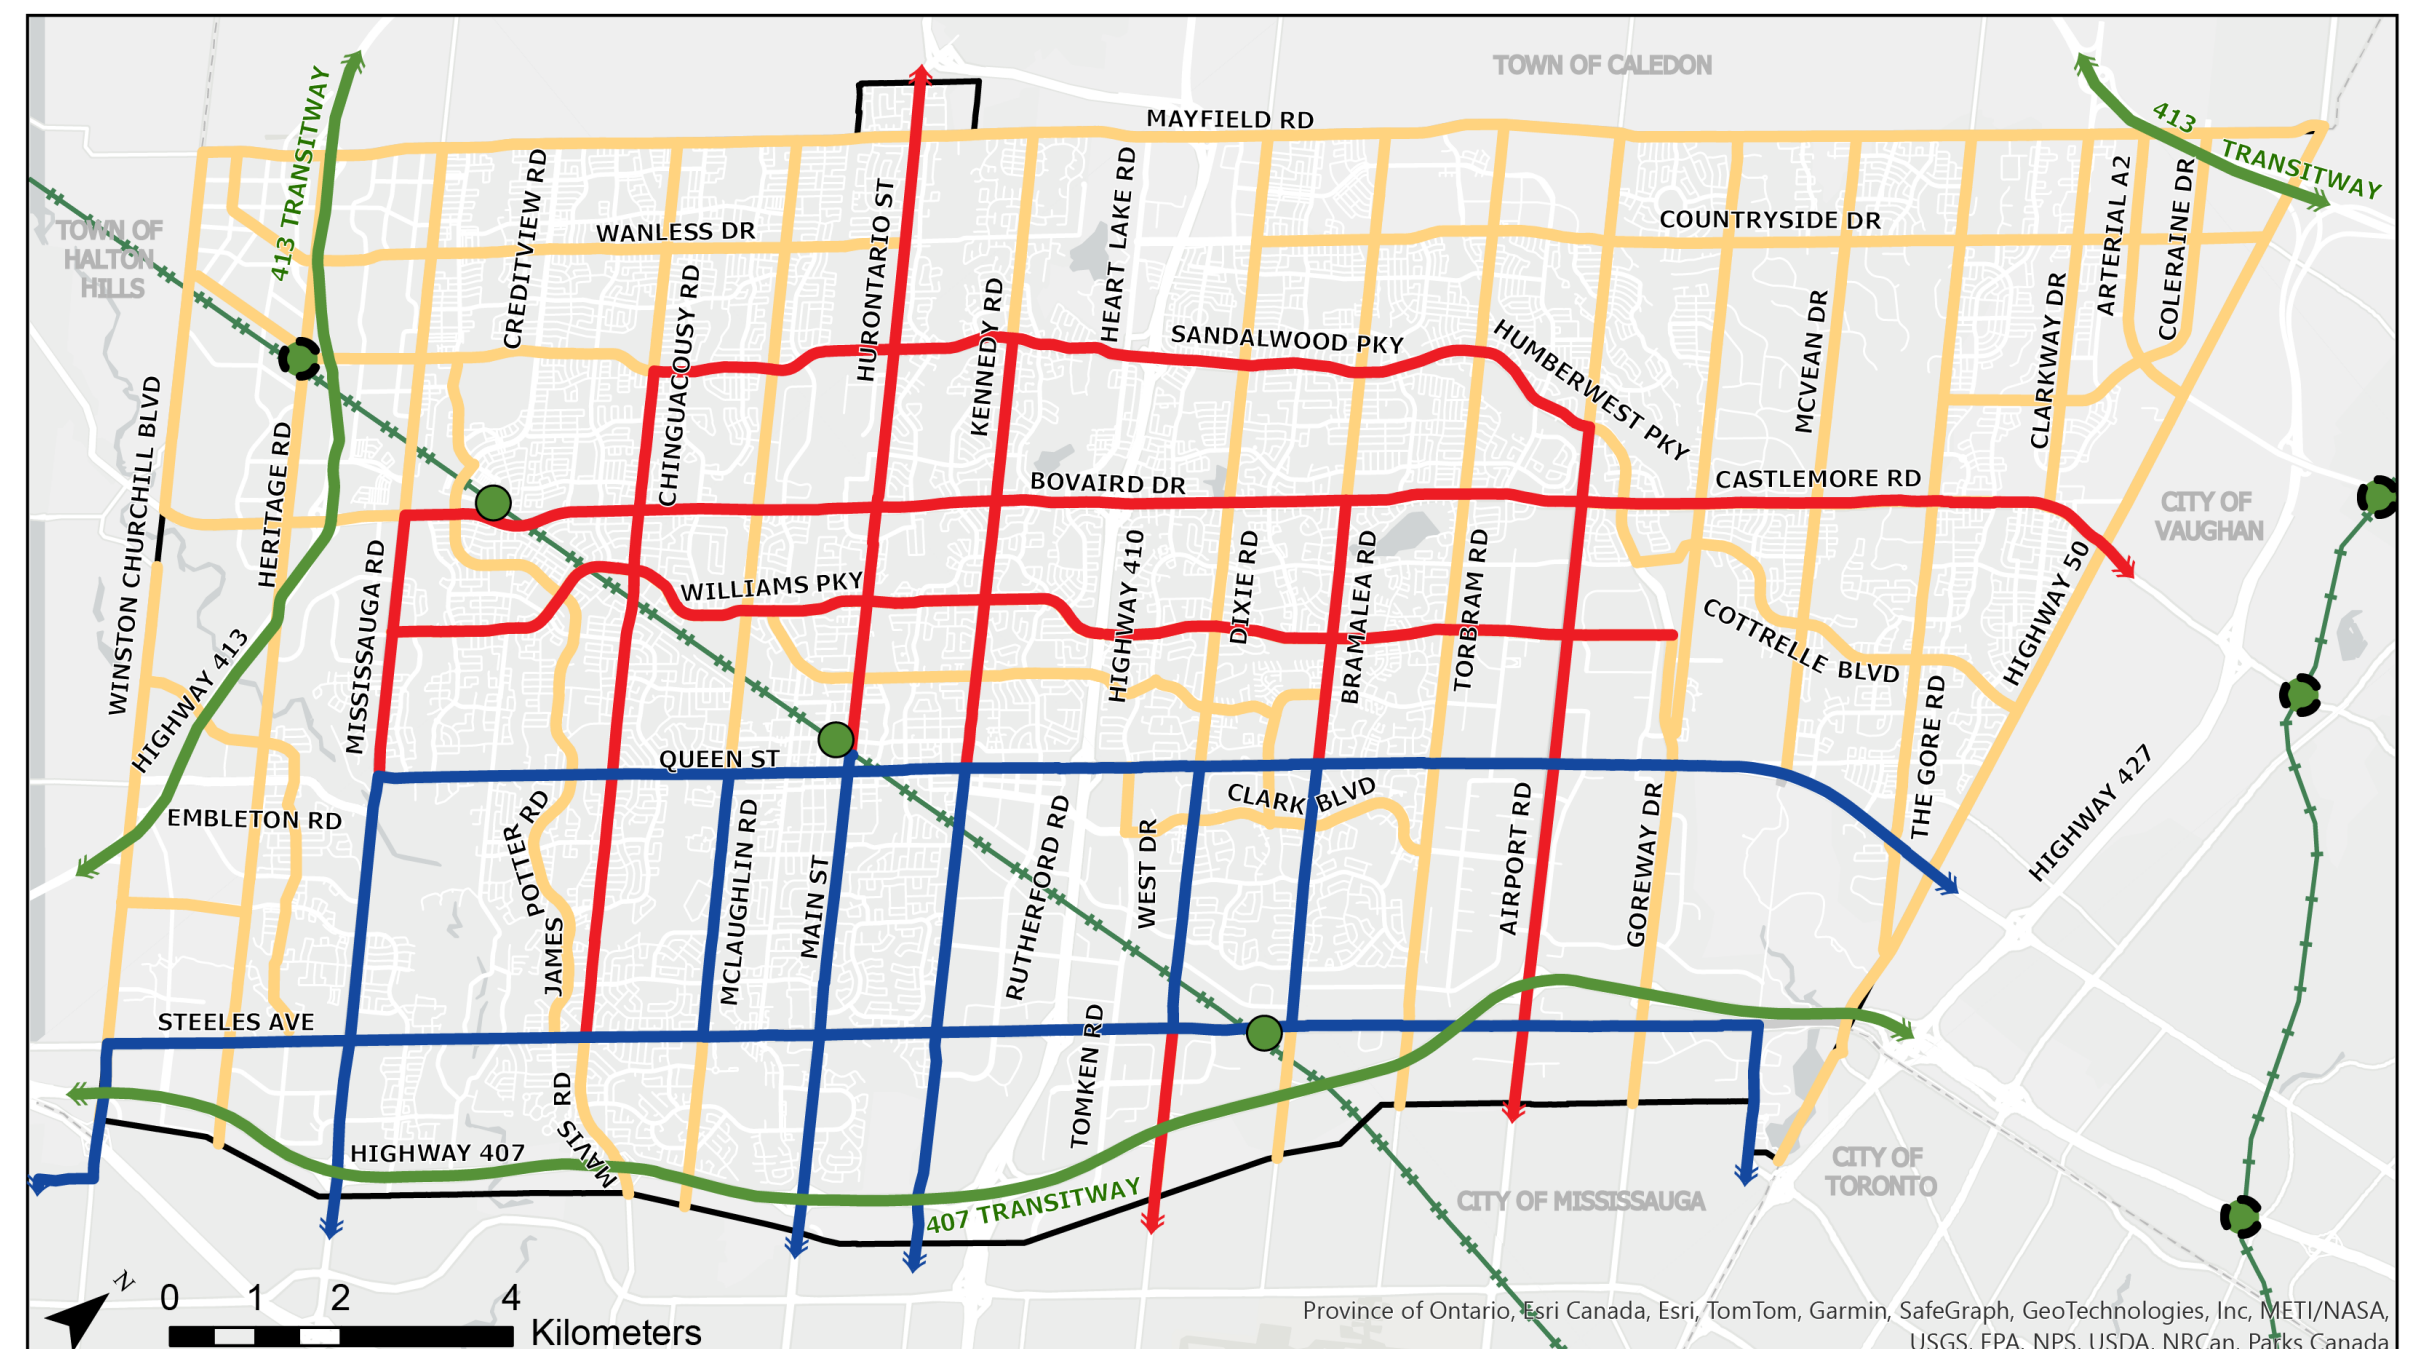 TOWN OF CALEDON
413 TRANSITWAY
MAYFIELD RD
413
TRANSITWAY
TOWN OF
HALTON
HILLS
CREDITVIEW RD
WANLESS DR
HURONTARIO ST
HEART LAKE RD
COUNTRYSIDE DR
ARTERIAL A2
COLERAINE DR
CHINGUACOUSY RD
KENNEDY RD
SANDALWOOD PKY
HUMBERWEST PKY
MCVEAN DR
CLARKWAY DR
WINSTON CHURCHILL BLVD
HERITAGE RD
BOVAIRD DR
CASTLEMORE RD
CITY OF
VAUGHAN
MISSISSAUGA RD
WILLIAMS PKY
HIGHWAY 410
DIXIE RD
BRAMALEA RD
TORBRAM RD
COTTRELLE BLVD
HIGHWAY 50
HIGHWAY 413
QUEEN ST
THE GORE RD
HIGHWAY 427
EMBLETON RD
JAMES POTTER RD
MCLAUGHLIN RD
MAIN ST
RUTHERFORD RD
WEST DR
CLARK BLVD
AIRPORT RD
GOREWAY DR
STEELES AVE
TOMKEN RD
MAVIS RD
HIGHWAY 407
407 TRANSITWAY
CITY OF MISSISSAUGA
CITY OF
TORONTO
N
0 1 2 4
Kilometers
Province of Ontario, Esri Canada, Esri, TomTom, Garmin, SafeGraph, GeoTechnologies, Inc, METI/NASA,
USGS, EPA, NPS, USDA, NRCan, Parks Canada